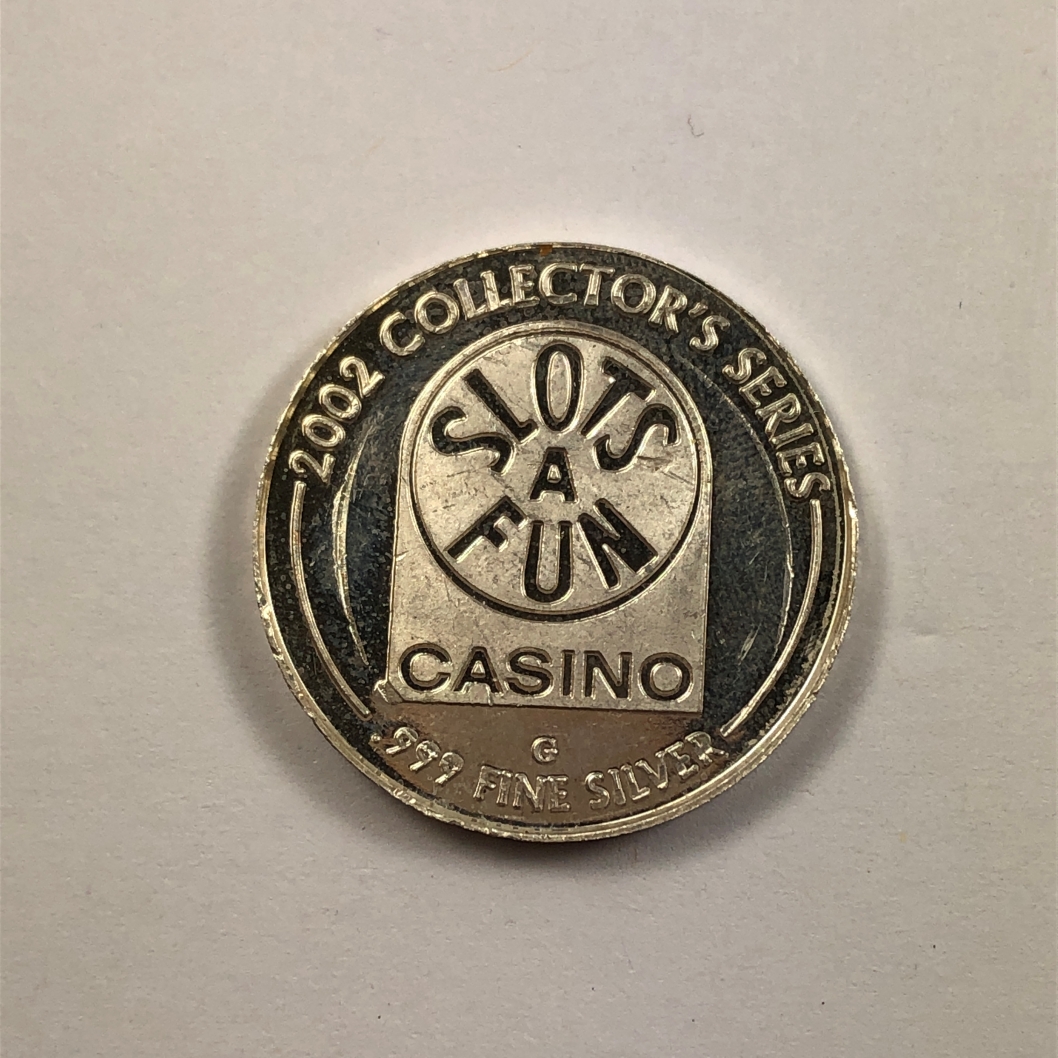 2002 COLLECTOR'S SERIES
SLOTS
A
FUN
CASINO
G
.999 FINE SILVER